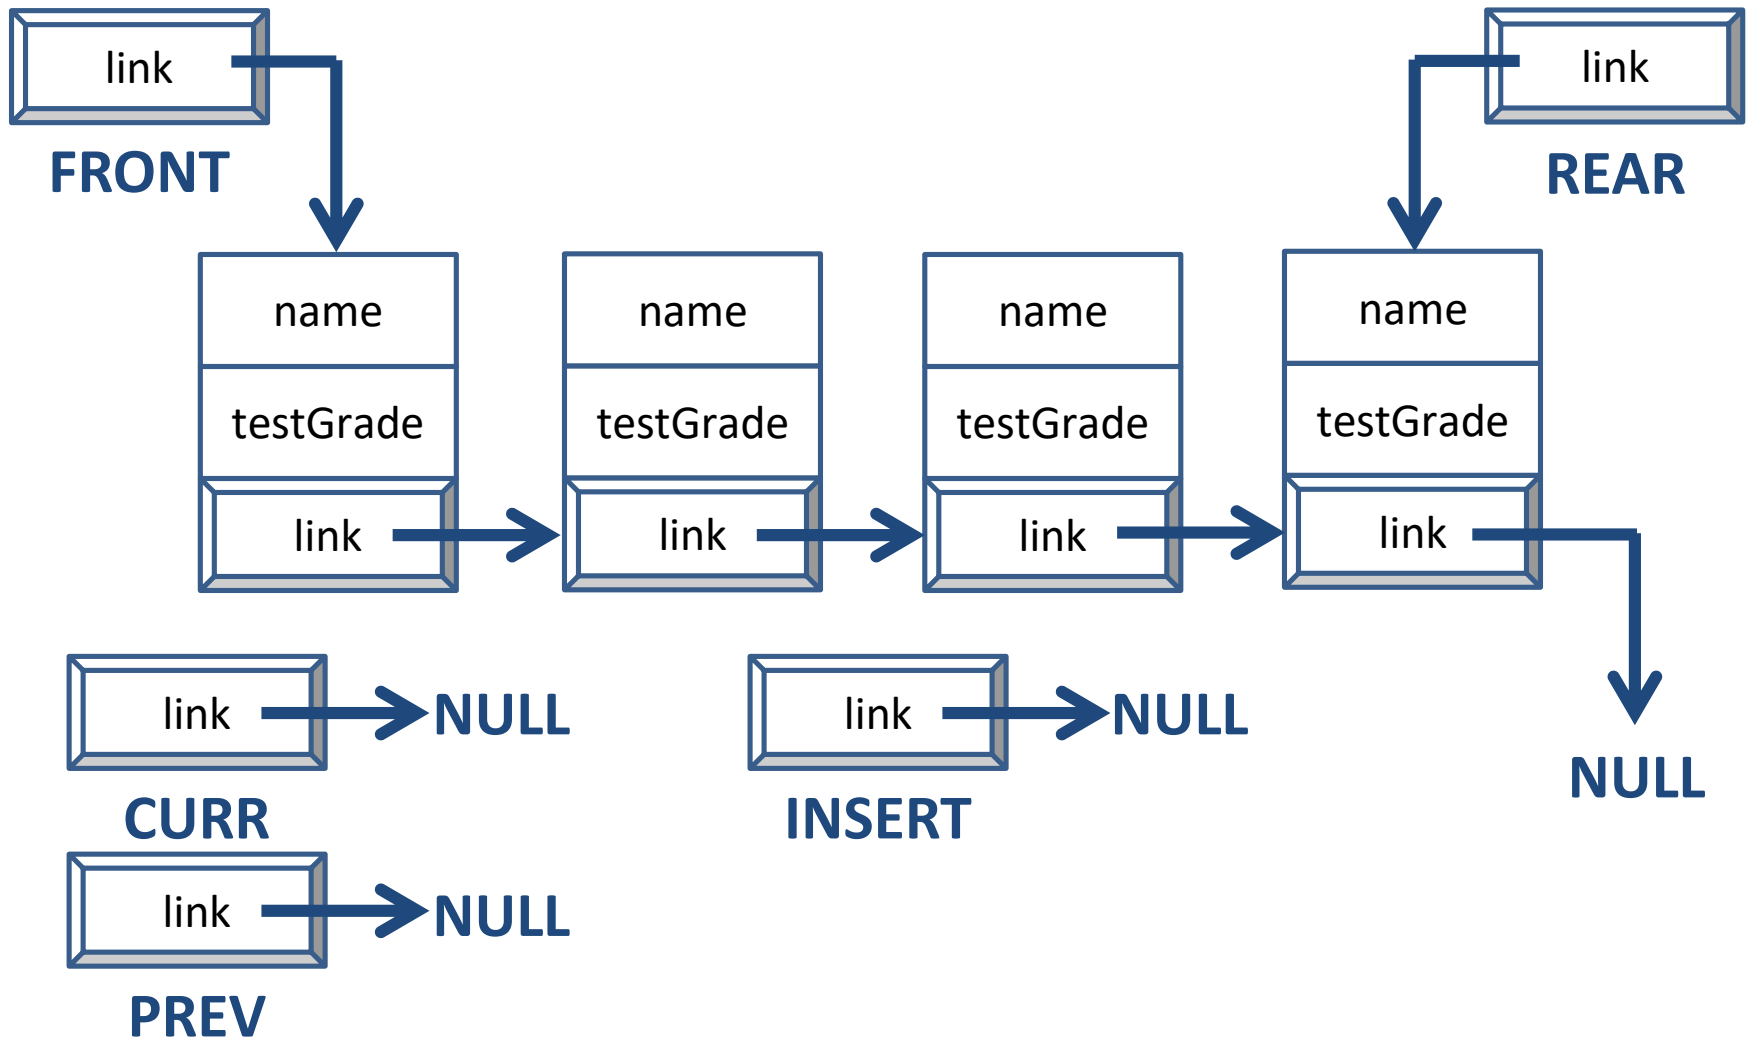 link
link
FRONT
REAR
name
name
name
name
testGrade
testGrade
testGrade
testGrade
link
link
link
link
link
NULL
link
NULL
NULL
CURR
INSERT
link
NULL
PREV